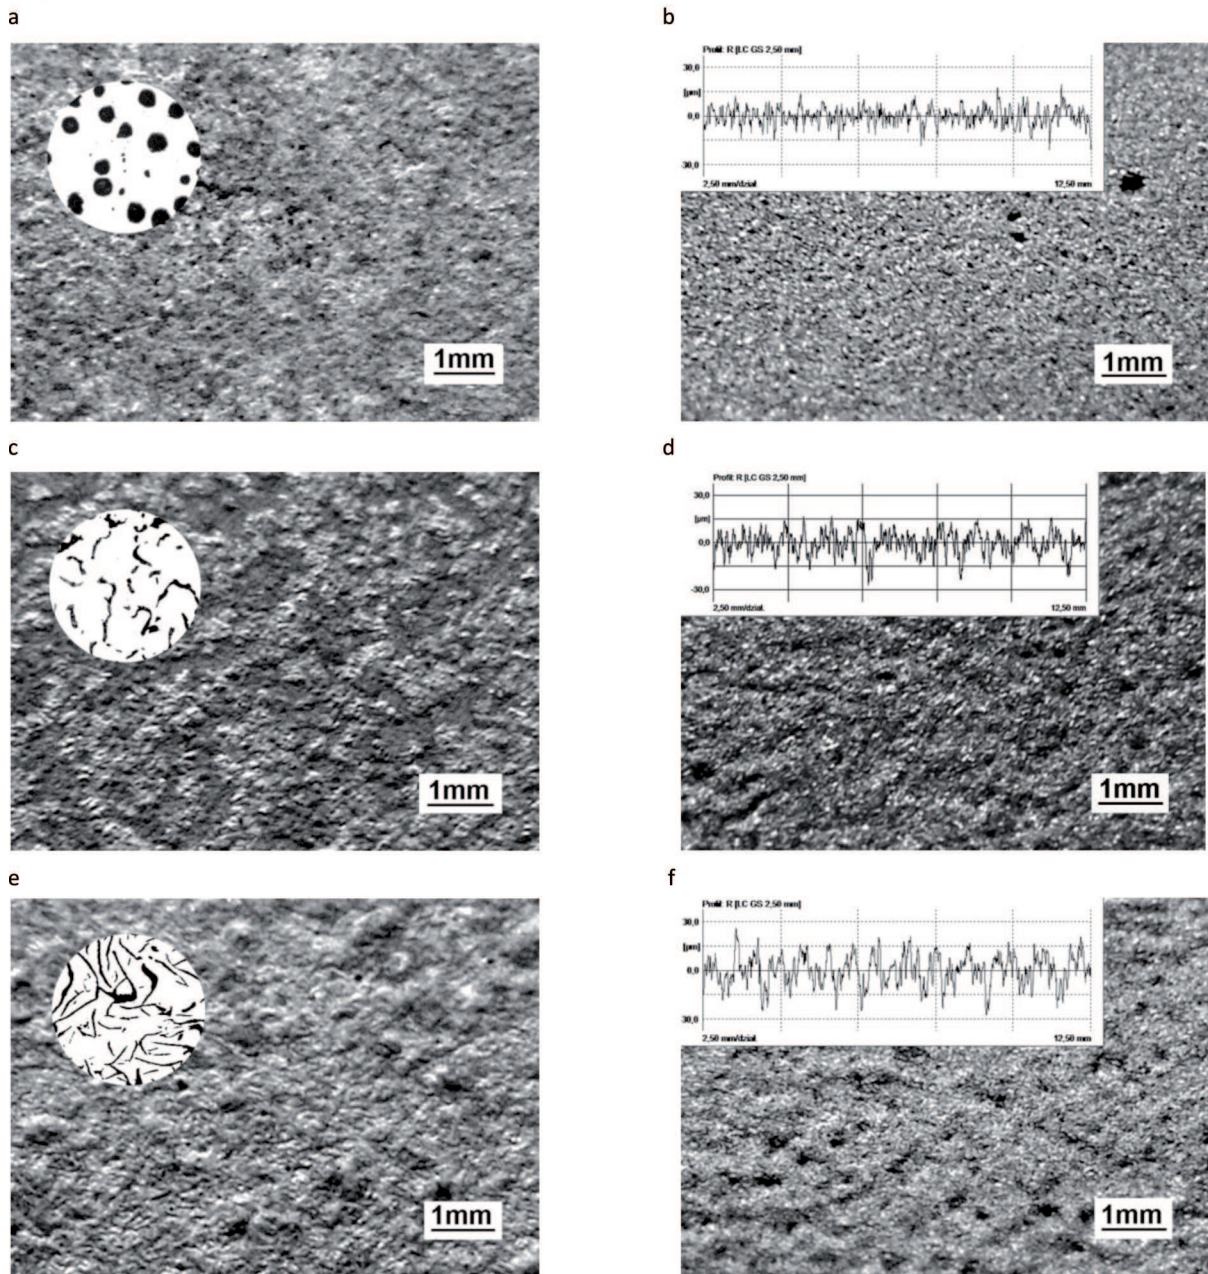 a
b
Profil: R [LC GS 2,50 mm]
30,0
[µm]
0,0
30,0
2,50 mm/dział.
12,50 mm
1mm
1mm
c
d
Profil: R [LC GS 2,50 mm]
30,0
[µm]
0,0
-30,0
2,50 mm/dział.
12,50 mm
1mm
1mm
e
f
Profil: R [LC GS 2,50 mm]
30,0
[µm]
0,0
30,0
2,50 mm/dział.
12,50 mm
1mm
1mm